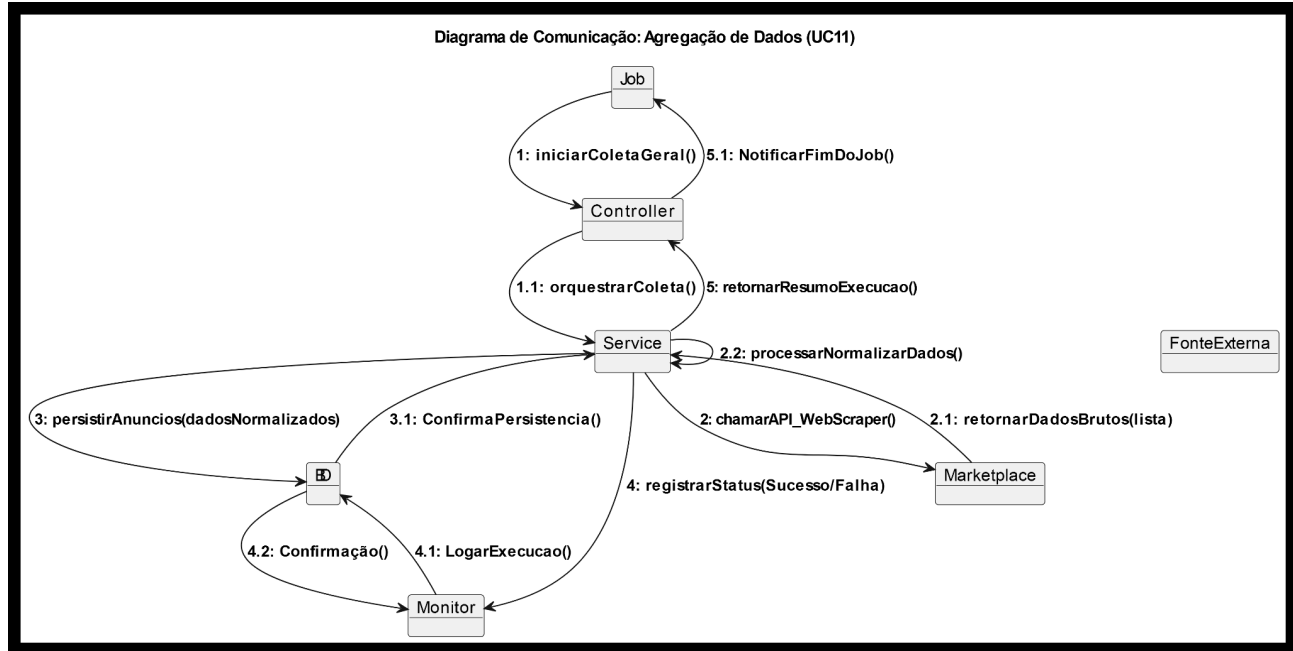 Diagrama de Comunicação: Agregação de Dados (UC11)
Job
1: iniciarColetaGeral()
5.1: NotificarFimDoJob()
Controller
1.1: orquestrarColeta()
5: retornarResumoExecucao()
Service
2.2: processarNormalizarDados()
FonteExterna
3: persistirAnuncios(dadosNormalizados)
3.1: ConfirmaPersistencia()
2: chamarAPI_WebScraper()
2.1: retornarDadosBrutos(lista)
BD
Marketplace
4: registrarStatus(Sucesso/Falha)
4.2: Confirmação()
4.1: LogarExecucao()
Monitor